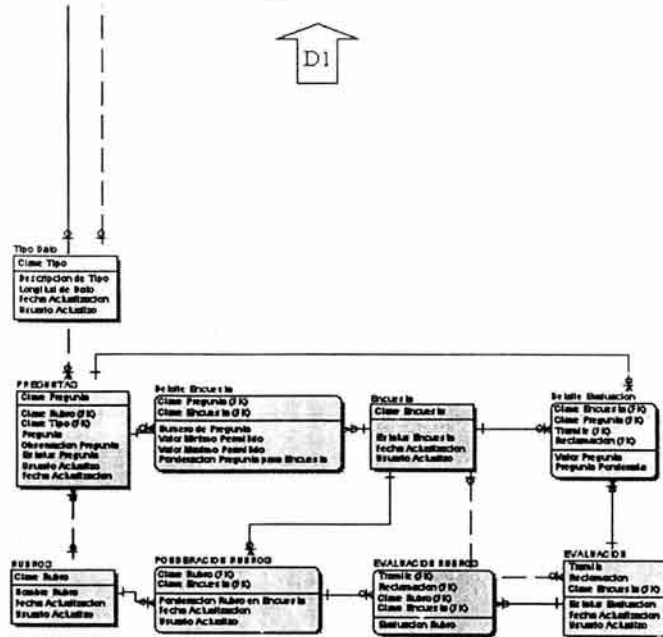 D1
Tipo Dato
Clave Tipo
Descripcion de Tipo
Longitud de Dato
Fecha Actualizacion
Usuario Actualizo
PREGUNTAS
Clave Pregunta
Clave Rubro (FK)
Clave Tipo (FK)
Pregunta
Observacion Pregunta
Estatus Pregunta
Usuario Actualizo
Fecha Actualizacion
Detalle Encuesta
Clave Pregunta (FK)
Clave Encuesta (FK)
Numero de Pregunta
Valor Minimo Permitido
Valor Maximo Permitido
Ponderacion Pregunta para Encuesta
Encuesta
Clave Encuesta
Estatus Encuesta
Fecha Actualizacion
Usuario Actualizo
Detalle Evaluacion
Clave Encuesta (FK)
Clave Pregunta (FK)
Tramite (FK)
Reclamacion (FK)
Valor Pregunta
Pregunta Ponderada
RUBROS
Clave Rubro
Nombre Rubro
Fecha Actualizacion
Usuario Actualizo
PONDERACION RUBROS
Clave Rubro (FK)
Clave Encuesta (FK)
Ponderacion Rubro en Encuesta
Fecha Actualizacion
Usuario Actualizo
EVALUACION RUBROS
Tramite (FK)
Reclamacion (FK)
Clave Rubro (FK)
Clave Encuesta (FK)
Evaluacion Rubro
EVALUACION
Tramite
Reclamacion
Clave Encuesta (FK)
Estatus Evaluacion
Fecha Actualizacion
Usuario Actualizo